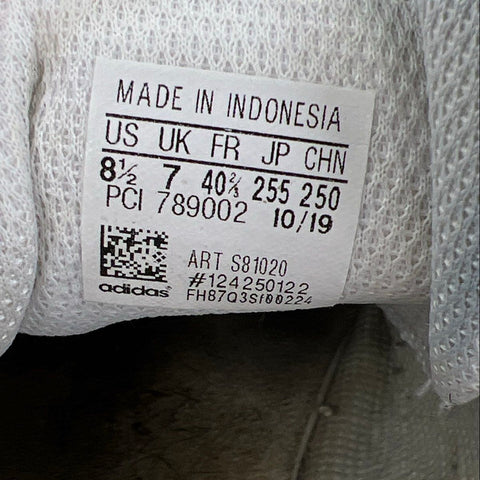 MADE IN INDONESIA
US UK FR JP CHN
8½ 7 40⅔ 255 250
PCI 789002 10/19
ART S81020
#124250122
adidas FH87Q3Sf00224